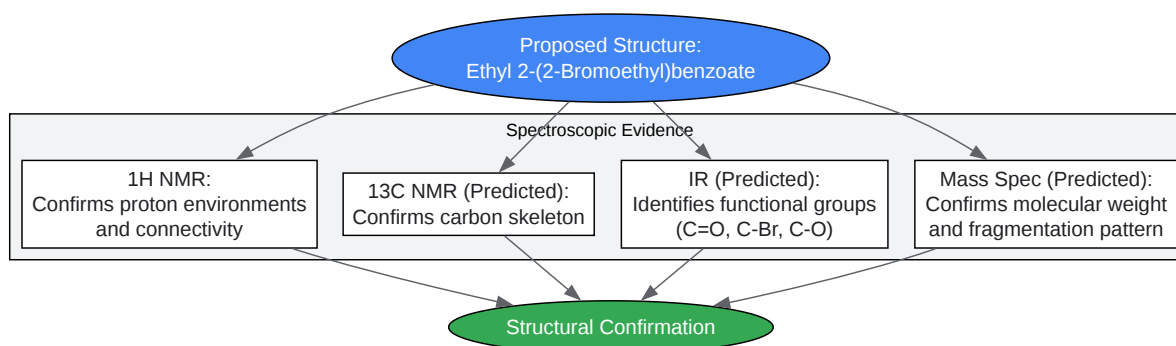 Proposed Structure:
Ethyl 2-(2-Bromoethyl)benzoate
Spectroscopic Evidence
1H NMR:
Confirms proton environments
and connectivity
13C NMR (Predicted):
Confirms carbon skeleton
IR (Predicted):
Identifies functional groups
(C=O, C-Br, C-O)
Mass Spec (Predicted):
Confirms molecular weight
and fragmentation pattern
Structural Confirmation